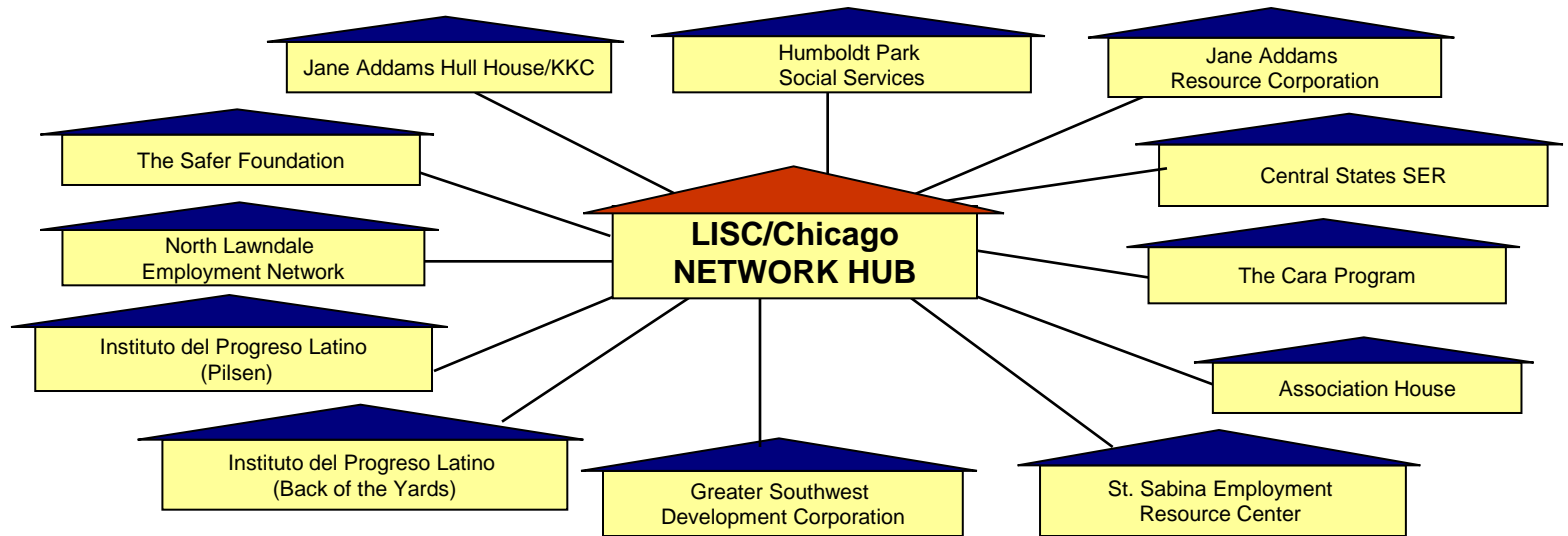 Jane Addams Hull House/KKC
Humboldt Park
Social Services
Jane Addams
Resource Corporation
The Safer Foundation
Central States SER
LISC/Chicago
NETWORK HUB
North Lawndale
Employment Network
The Cara Program
Instituto del Progreso Latino
(Pilsen)
Association House
Instituto del Progreso Latino
(Back of the Yards)
Greater Southwest
Development Corporation
St. Sabina Employment
Resource Center